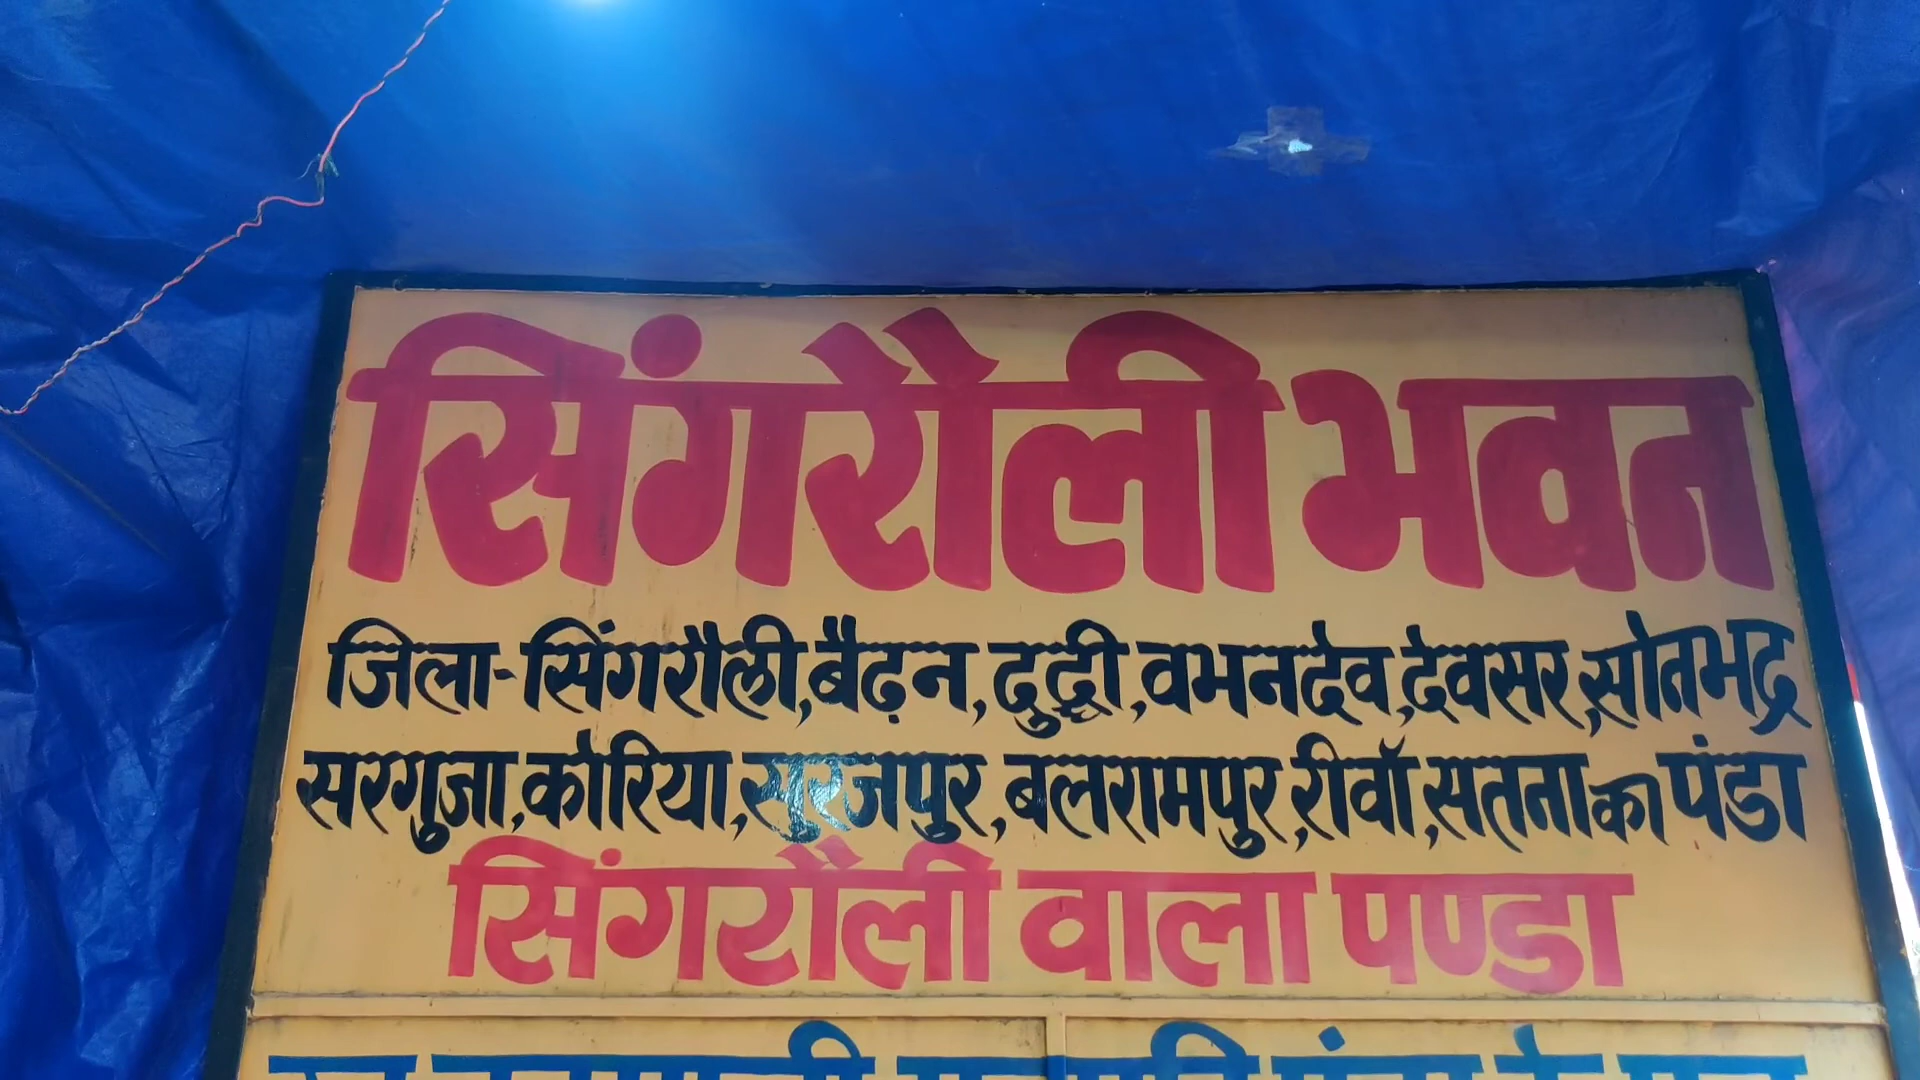 सिंगरौली भवन
जिला-सिंगरौली,बैढ़न,दुद्धी,वभनदेव,देवसर,सोनभद्र
सरगुजा,कोरिया,सुरजपुर,बलरामपुर,रीवॉ,सतना का पंडा
सिंगरौली वाला पण्डा